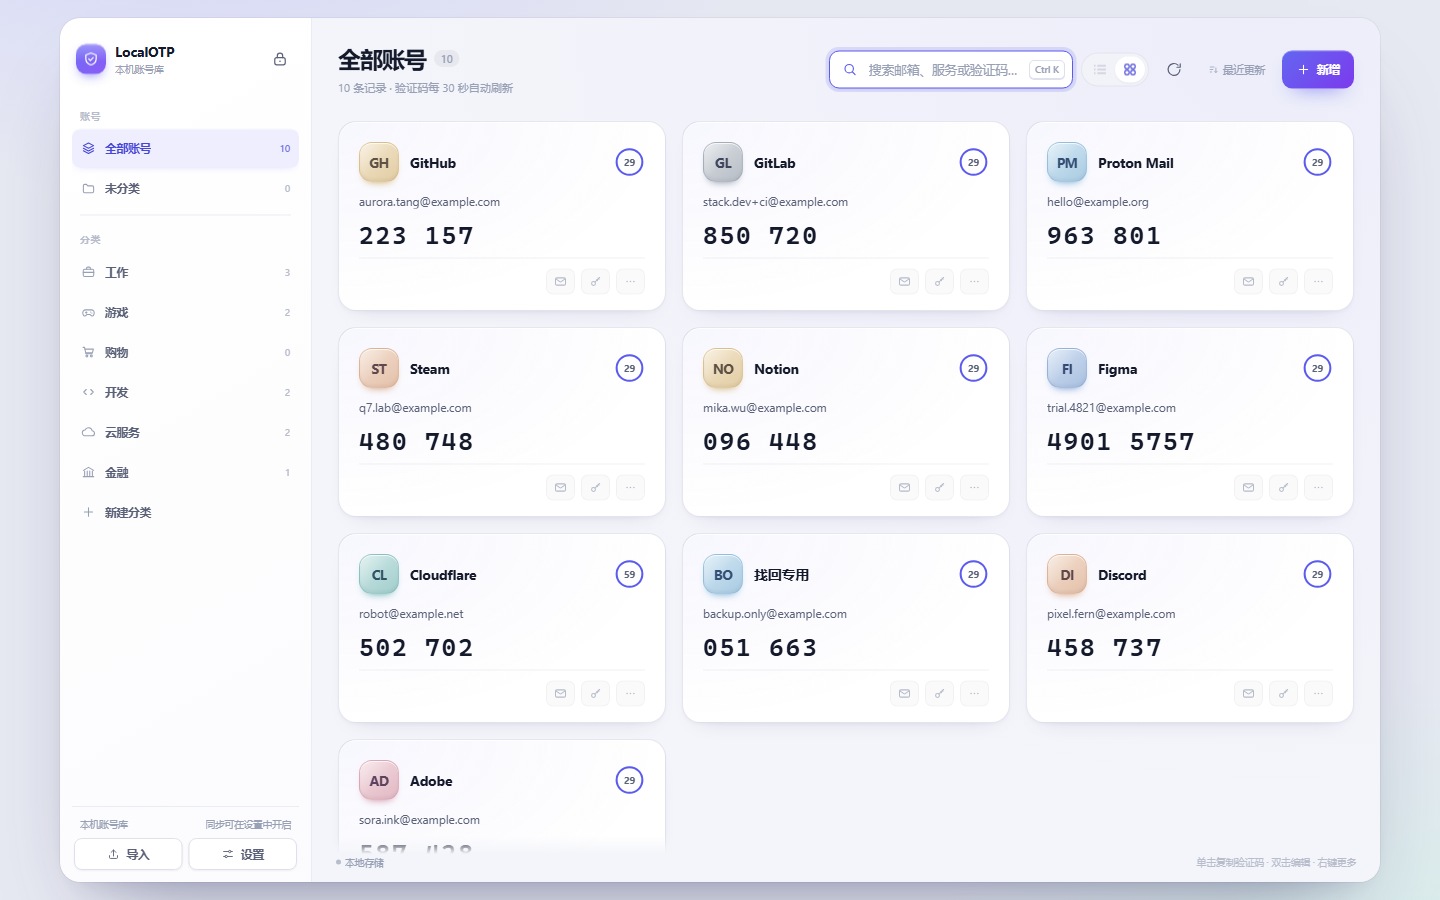 LocalOTP
本机账号库
账号
全部账号 10
未分类 0
分类
工作 3
游戏 2
购物 0
开发 2
云服务 2
金融 1
新建分类
本机账号库 同步可在设置中开启
导入 设置
全部账号 10
10 条记录 · 验证码每 30 秒自动刷新
搜索邮箱、服务或验证码... Ctrl K
最近更新
新增
GH GitHub 29
aurora.tang@example.com
223 157
GL GitLab 29
stack.dev+ci@example.com
850 720
PM Proton Mail 29
hello@example.org
963 801
ST Steam 29
q7.lab@example.com
480 748
NO Notion 29
mika.wu@example.com
096 448
FI Figma 29
trial.4821@example.com
4901 5757
CL Cloudflare 59
robot@example.net
502 702
BO 找回专用 29
backup.only@example.com
051 663
DI Discord 29
pixel.fern@example.com
458 737
AD Adobe 29
sora.ink@example.com
本地存储
单击复制验证码 · 双击编辑 · 右键更多